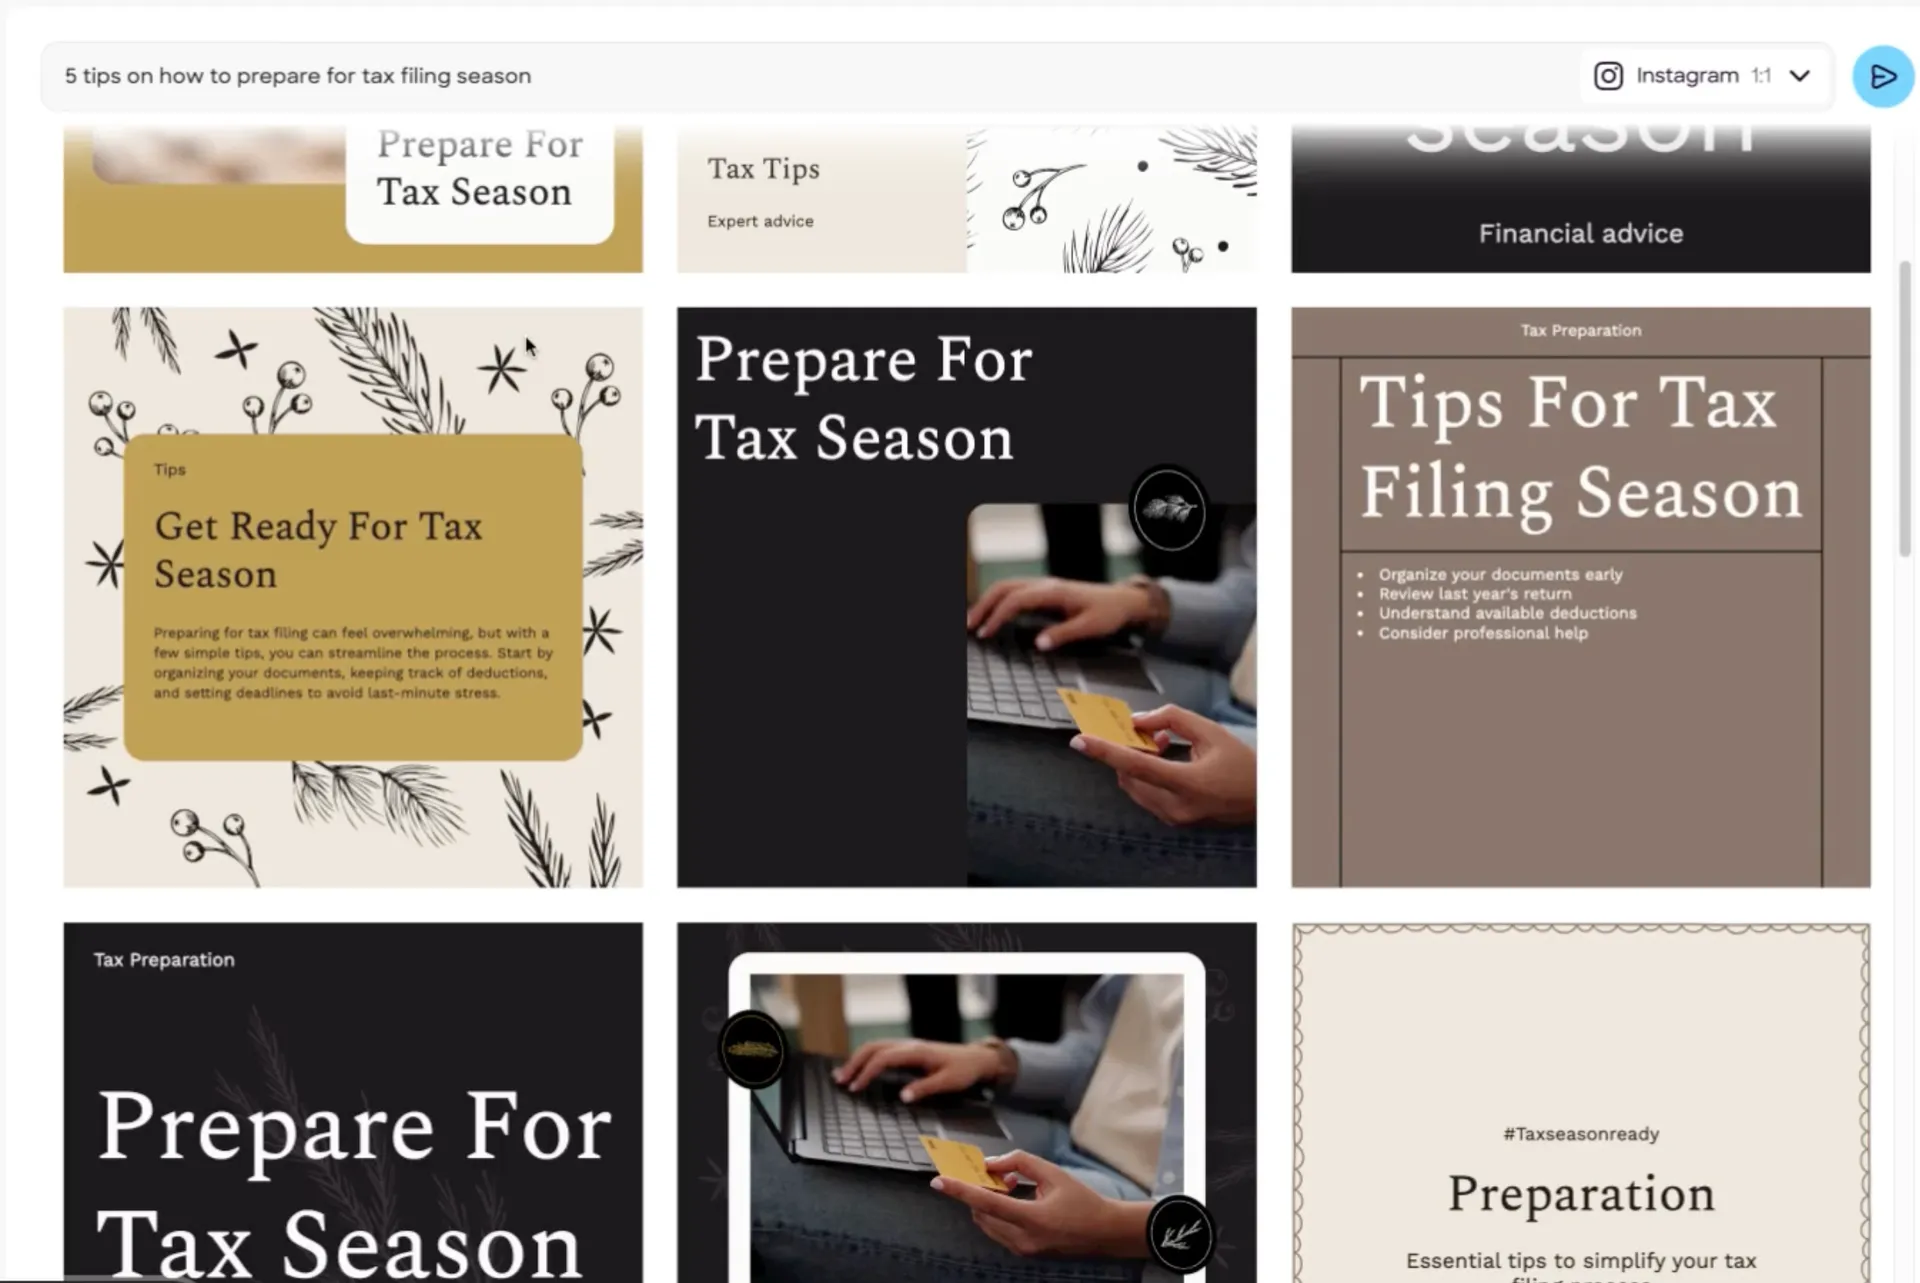 5 tips on how to prepare for tax filing season
Instagram 1:1
Prepare For
Tax Season
Tax Tips
Expert advice
season
Financial advice
Tips
Get Ready For Tax
Season
Preparing for tax filing can feel overwhelming, but with a
few simple tips, you can streamline the process. Start by
organizing your documents, keeping track of deductions,
and setting deadlines to avoid last-minute stress.
Prepare For
Tax Season
Tax Preparation
Tips For Tax
Filing Season
• Organize your documents early
• Review last year's return
• Understand available deductions
• Consider professional help
Tax Preparation
Prepare For
Tax Season
#Taxseasonready
Preparation
Essential tips to simplify your tax
filing process